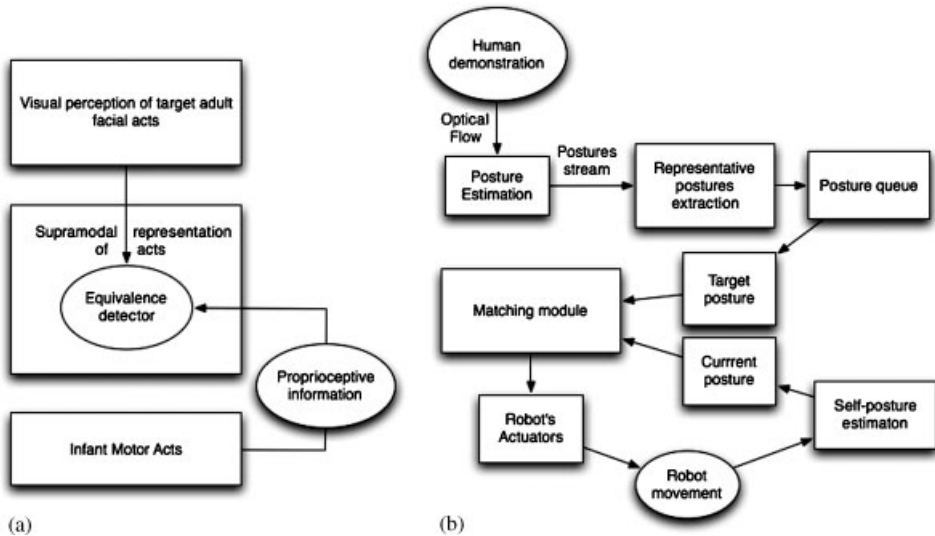 Visual perception of target adult
facial acts
Supramodal representation
of acts
Equivalence
detector
Proprioceptive
information
Infant Motor Acts
(a)
Human
demonstration
Optical
Flow
Posture
Estimation
Postures
stream
Representative
postures
extraction
Posture queue
Target
posture
Matching module
Currrent
posture
Robot's
Actuators
Robot
movement
Self-posture
estimaton
(b)